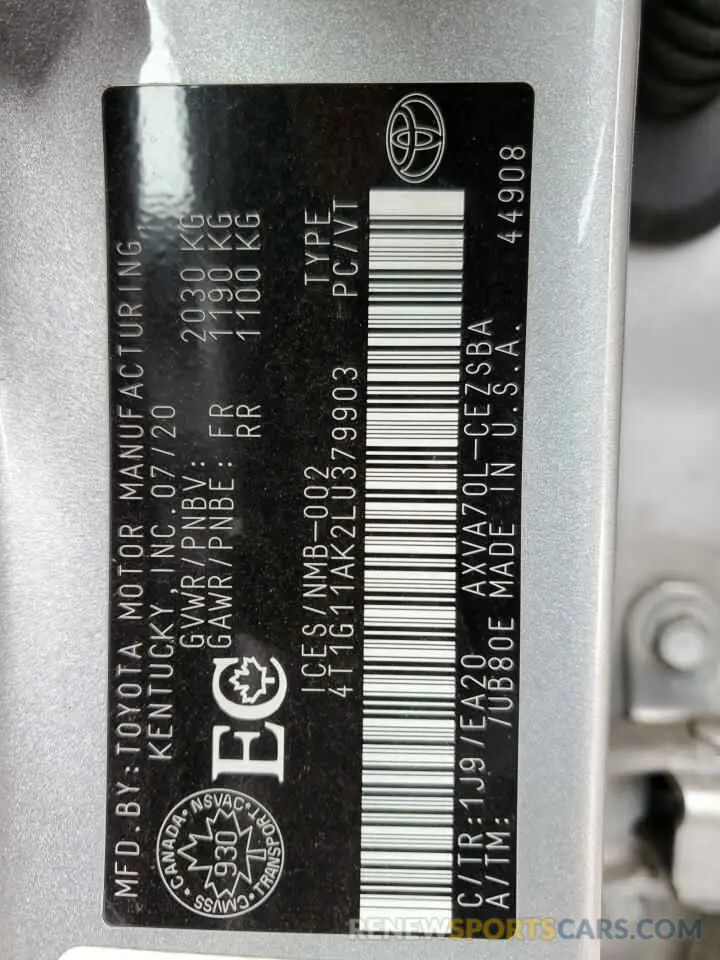 MFD.BY:TOYOTA MOTOR MANUFACTURING
KENTUCKY,INC.07/20
GVWR/PNBV: 2030 KG
GAWR/PNBE: FR 1190 KG
RR 1100 KG
EC
CANADA • NSVAC • TRANSPORT • CMVSS
930
ICES/NMB-002
TYPE
4T1G11AK2LU379903
PC/VT
C/TR:1J9/EA20 AXVA70L-CEZSBA
A/TM: /UB80E MADE IN U.S.A.
44908
RENEWSPORTSCARS.COM